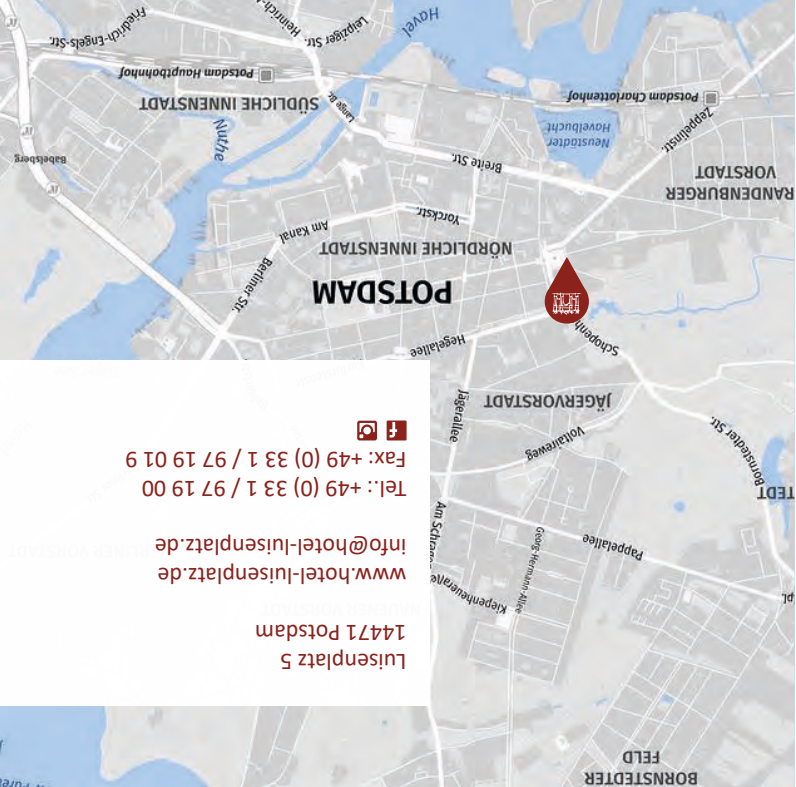 BORNSTEDTER
FELD
Luisenplatz 5
14471 Potsdam
www.hotel-luisenplatz.de
info@hotel-luisenplatz.de
Tel.: +49 (0) 33 1 / 97 19 00
Fax: +49 (0) 33 1 / 97 19 01 9
Kiepenheuerallee
Georg-Hermann-Allee
Am Schra
Pappelallee
Bornstedter Str.
Voltaireweg
JÄGERVORSTADT
Jägerallee
Schopenh
Hegelallee
POTSDAM
Berliner Str.
NÖRDLICHE INNENSTADT
Am Kanal
Yorckstr.
BRANDENBURGER
VORSTADT
Zeppelinstr.
Breite Str.
Neustädter
Havelbucht
Babelsberg
Nuthe
Potsdam Charlottenhof
SÜDLICHE INNENSTADT
Lange Br.
Potsdam Hauptbahnhof
Havel
Friedrich-Engels-Str.
Leipziger Str.
Heinrich-